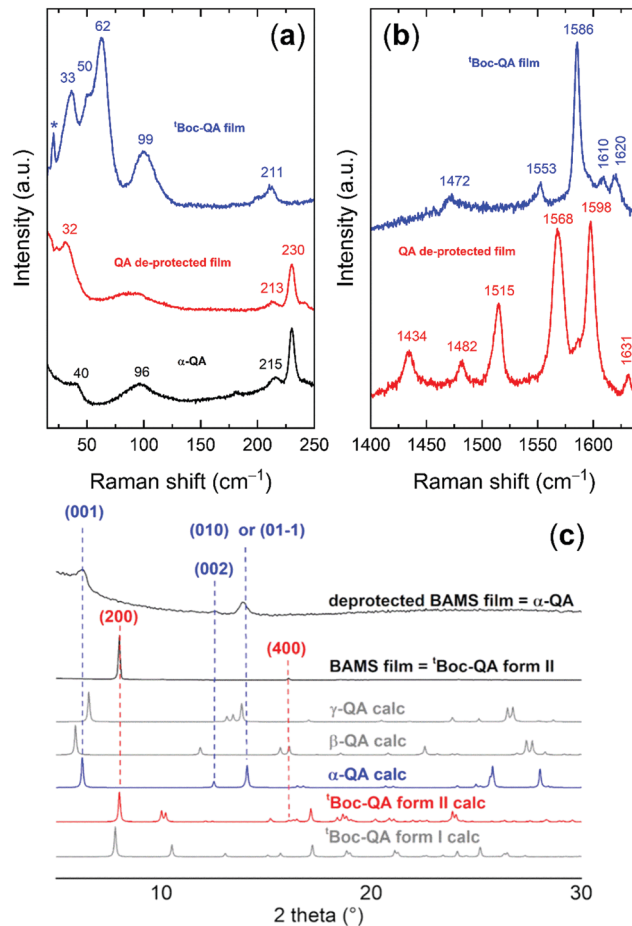 (a)
62
50
33
*
ᵗBoc-QA film
99
211
32
QA de-protected film
230
213
α-QA
40
96
215
50
100
150
200
250
Raman shift (cm⁻¹)
Intensity (a.u.)
(b)
1586
ᵗBoc-QA film
1610
1620
1553
1472
1568
1598
QA de-protected film
1515
1434
1482
1631
1400
1450
1500
1550
1600
Raman shift (cm⁻¹)
Intensity (a.u.)
(c)
(001)
(010) or (01-1)
(002)
deprotected BAMS film = α-QA
(200)
(400)
BAMS film = ᵗBoc-QA form II
γ-QA calc
β-QA calc
α-QA calc
ᵗBoc-QA form II calc
ᵗBoc-QA form I calc
10
20
30
2 theta (°)